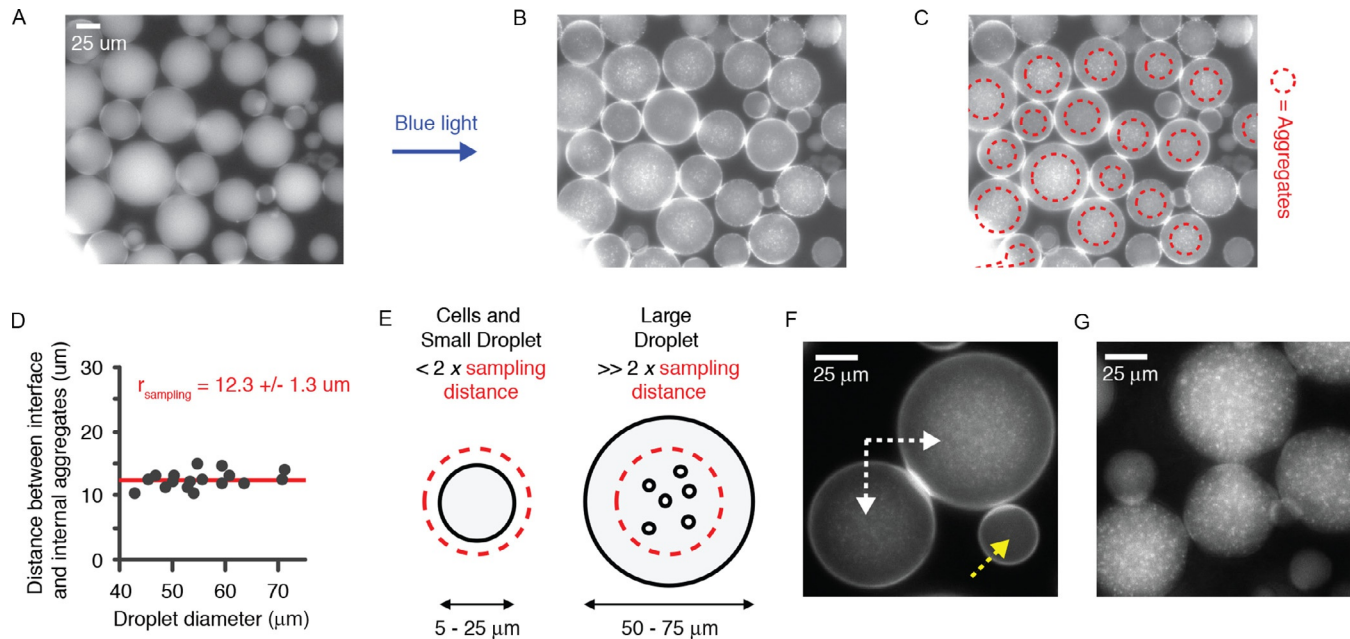 A
25 um
Blue light
B
C
= Aggregates
D
Distance between interface
and internal aggregates (um)
30
20
10
0
r sampling = 12.3 +/- 1.3 um
40
50
60
70
Droplet diameter (μm)
E
Cells and
Small Droplet
< 2 x sampling
distance
5 - 25 μm
Large
Droplet
>> 2 x sampling
distance
50 - 75 μm
F
25 μm
G
25 μm